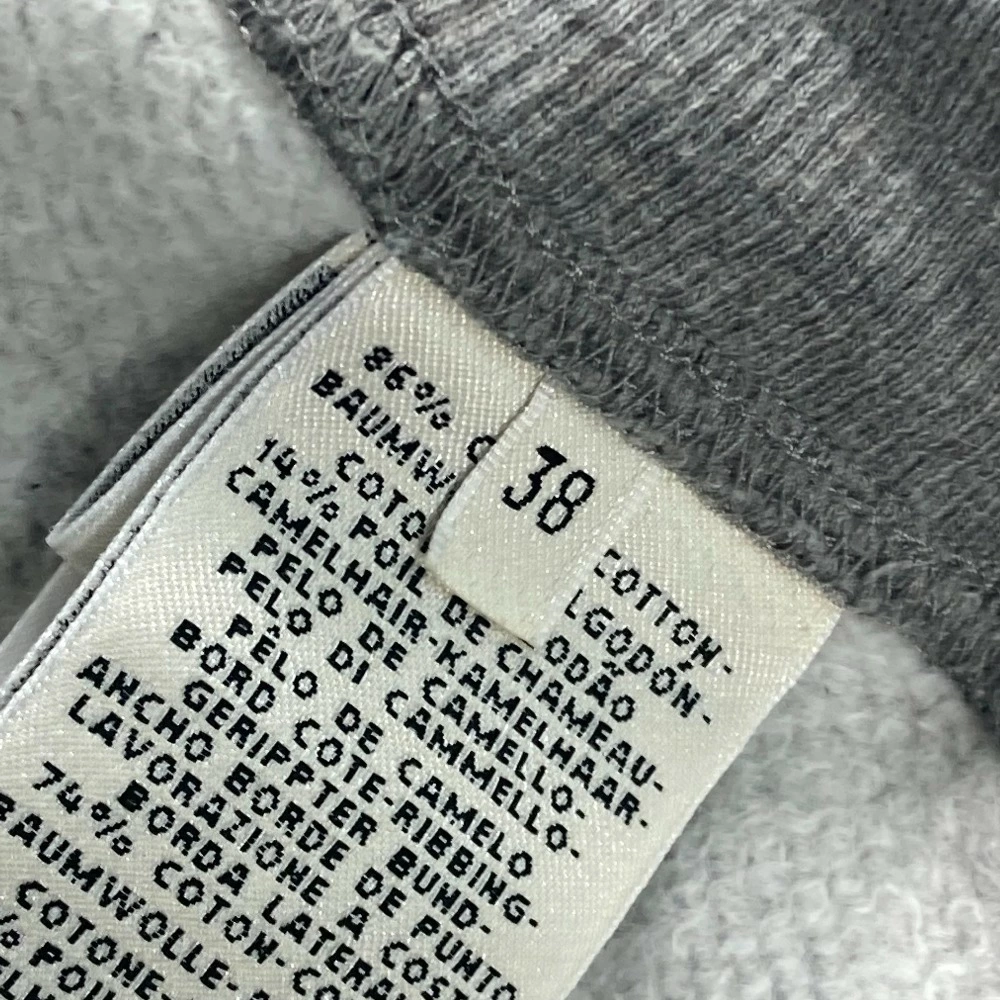 38
86% COTTON-
BAUMW LGODÓN-
COTO ODÃO
14% POIL DE CHAMEAU-
CAMELHAIR-KAMELHAAR-
PELO DE CAMELLO-
PELO DI CAMMELLO-
PÊLO DE CAMELO
BORD COTE-RIBBING-
GERIPPTER BUND-
ANCHO BORDE DE PUNTO
LAVORAZIONE A COST
BORDA LATERA
74% COTON-CO
BAUMWOLLE-
COTONE-
% POI